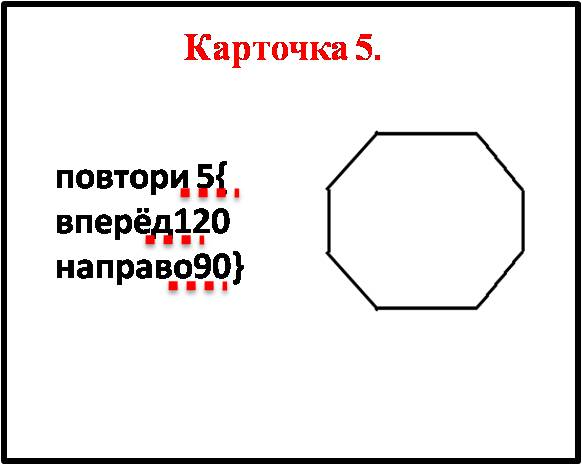 Карточка 5.
повтори 5{
вперёд120
направо90}